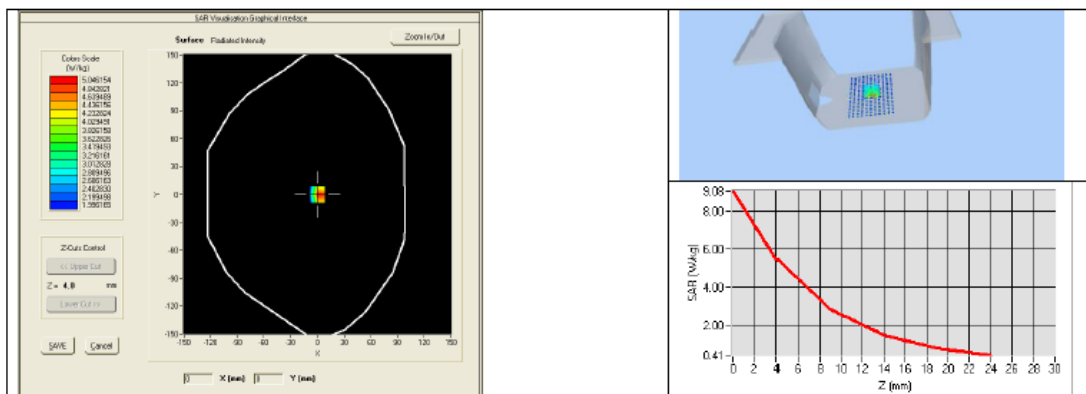 SAR Visualisation Graphical Interface
Surface Radiated Intensity
Zoom In/Out
Colors Scale
(W/kg)
5.046154
4.842821
4.639489
4.436156
4.232824
4.029491
3.826159
3.622826
3.419493
3.216161
3.012828
2.809496
2.606163
2.402830
2.199498
1.996165
Z-Cuts Control
<< Upper Cut
Z = 4.0 mm
Lower Cut >>
SAVE Cancel
150
120
90
60
30
0
-30
-60
-90
-120
-150
Y
-150 -120 -90 -60 -30 0 30 60 90 120 150
X
0 X (mm) 0 Y (mm)
9.08
8.00
6.00
4.00
2.00
0.41
SAR (W/kg)
0 2 4 6 8 10 12 14 16 18 20 22 24 26 28 30
Z (mm)